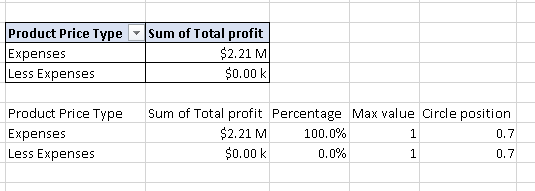 Product Price Type Sum of Total profit
Expenses $2.21 M
Less Expenses $0.00 k
Product Price Type Sum of Total profit Percentage Max value Circle position
Expenses $2.21 M 100.0% 1 0.7
Less Expenses $0.00 k 0.0% 1 0.7